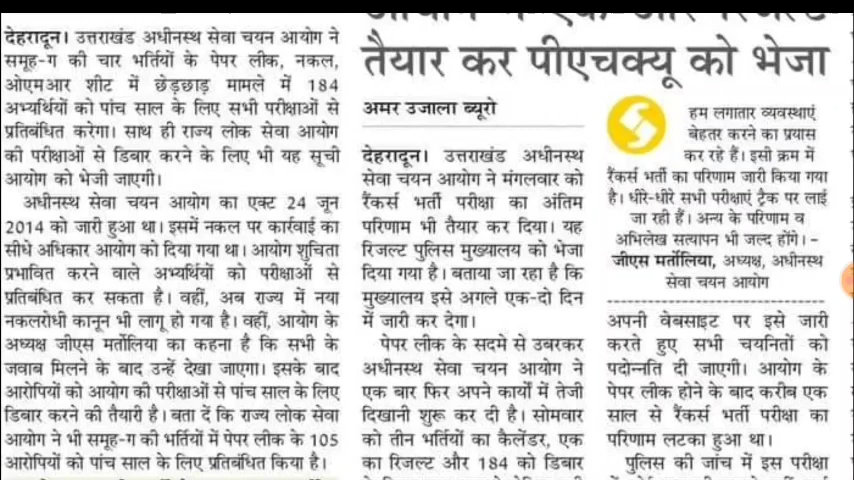 देहरादून। उत्तराखंड अधीनस्थ सेवा चयन आयोग ने
समूह-ग की चार भर्तियों के पेपर लीक, नकल,
ओएमआर शीट में छेड़छाड़ मामले में 184
अभ्यर्थियों को पांच साल के लिए सभी परीक्षाओं से
प्रतिबंधित करेगा। साथ ही राज्य लोक सेवा आयोग
की परीक्षाओं से डिबार करने के लिए भी यह सूची
आयोग को भेजी जाएगी।
अधीनस्थ सेवा चयन आयोग का एक्ट 24 जून
2014 को जारी हुआ था। इसमें नकल पर कार्रवाई का
सीधे अधिकार आयोग को दिया गया था। आयोग शुचिता
प्रभावित करने वाले अभ्यर्थियों को परीक्षाओं से
प्रतिबंधित कर सकता है। वहीं, अब राज्य में नया
नकलरोधी कानून भी लागू हो गया है। वहीं, आयोग के
अध्यक्ष जीएस मर्तोलिया का कहना है कि सभी के
जवाब मिलने के बाद उन्हें देखा जाएगा। इसके बाद
आरोपियों को आयोग की परीक्षाओं से पांच साल के लिए
डिबार करने की तैयारी है। बता दें कि राज्य लोक सेवा
आयोग ने भी समूह-ग की भर्तियों में पेपर लीक के 105
आरोपियों को पांच साल के लिए प्रतिबंधित किया है।
तैयार कर पीएचक्यू को भेजा
अमर उजाला ब्यूरो
देहरादून। उत्तराखंड अधीनस्थ
सेवा चयन आयोग ने मंगलवार को
रैंकर्स भर्ती परीक्षा का अंतिम
परिणाम भी तैयार कर दिया। यह
रिजल्ट पुलिस मुख्यालय को भेजा
दिया गया है। बताया जा रहा है कि
मुख्यालय इसे अगले एक-दो दिन
में जारी कर देगा।
पेपर लीक के सदमे से उबरकर
अधीनस्थ सेवा चयन आयोग ने
एक बार फिर अपने कार्यों में तेजी
दिखानी शुरू कर दी है। सोमवार
को तीन भर्तियों का कैलेंडर, एक
का रिजल्ट और 184 को डिबार
हम लगातार व्यवस्थाएं
बेहतर करने का प्रयास
कर रहे हैं। इसी क्रम में
रैंकर्स भर्ती का परिणाम जारी किया गया
है। धीरे-धीरे सभी परीक्षाएं ट्रैक पर लाई
जा रही हैं। अन्य के परिणाम व
अभिलेख सत्यापन भी जल्द होंगे। -
जीएस मर्तोलिया, अध्यक्ष, अधीनस्थ
सेवा चयन आयोग
अपनी वेबसाइट पर इसे जारी
करते हुए सभी चयनितों को
पदोन्नति दी जाएगी। आयोग के
पेपर लीक होने के बाद करीब एक
साल से रैंकर्स भर्ती परीक्षा का
परिणाम लटका हुआ था।
पुलिस की जांच में इस परीक्षा